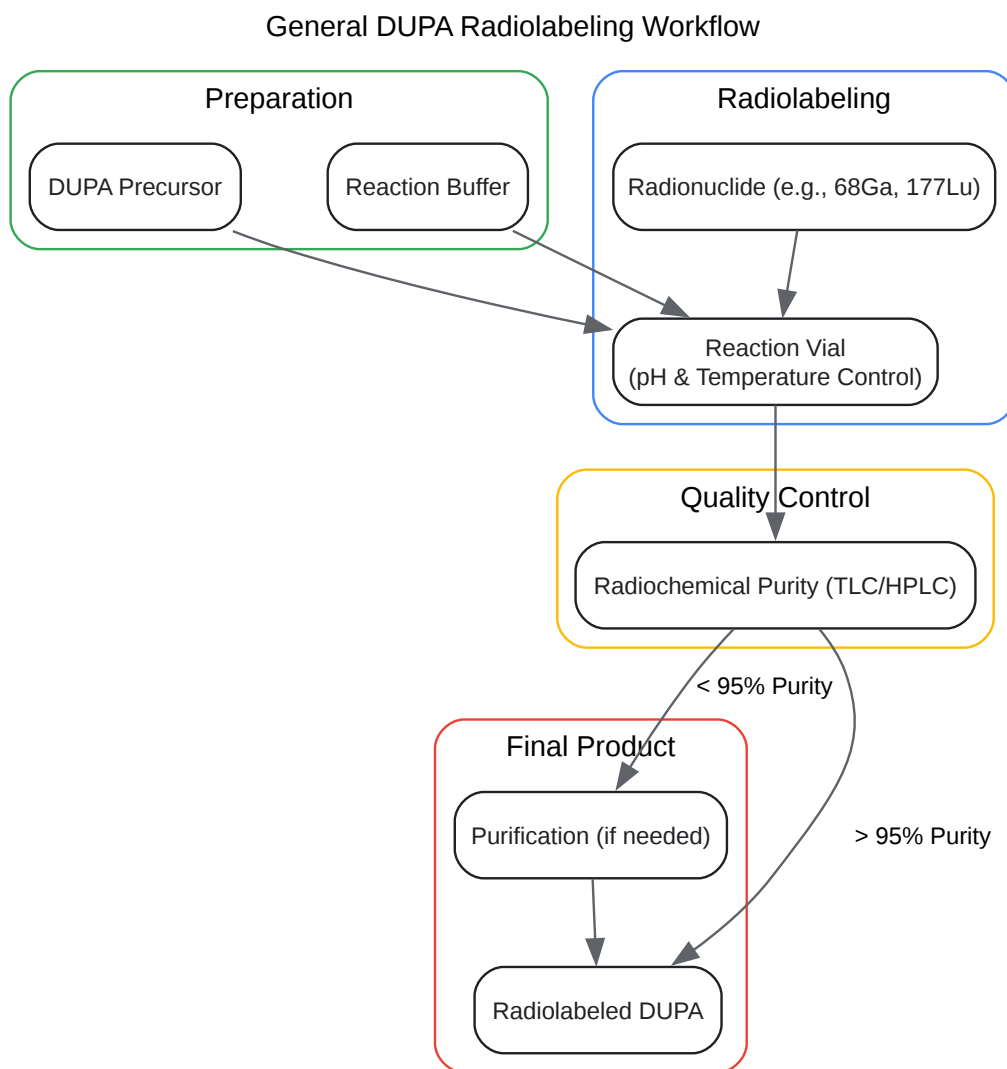 General DUPA Radiolabeling Workflow
Preparation
Radiolabeling
DUPA Precursor
Reaction Buffer
Radionuclide (e.g., 68Ga, 177Lu)
Reaction Vial
(pH & Temperature Control)
Quality Control
Radiochemical Purity (TLC/HPLC)
< 95% Purity
Final Product
Purification (if needed)
> 95% Purity
Radiolabeled DUPA